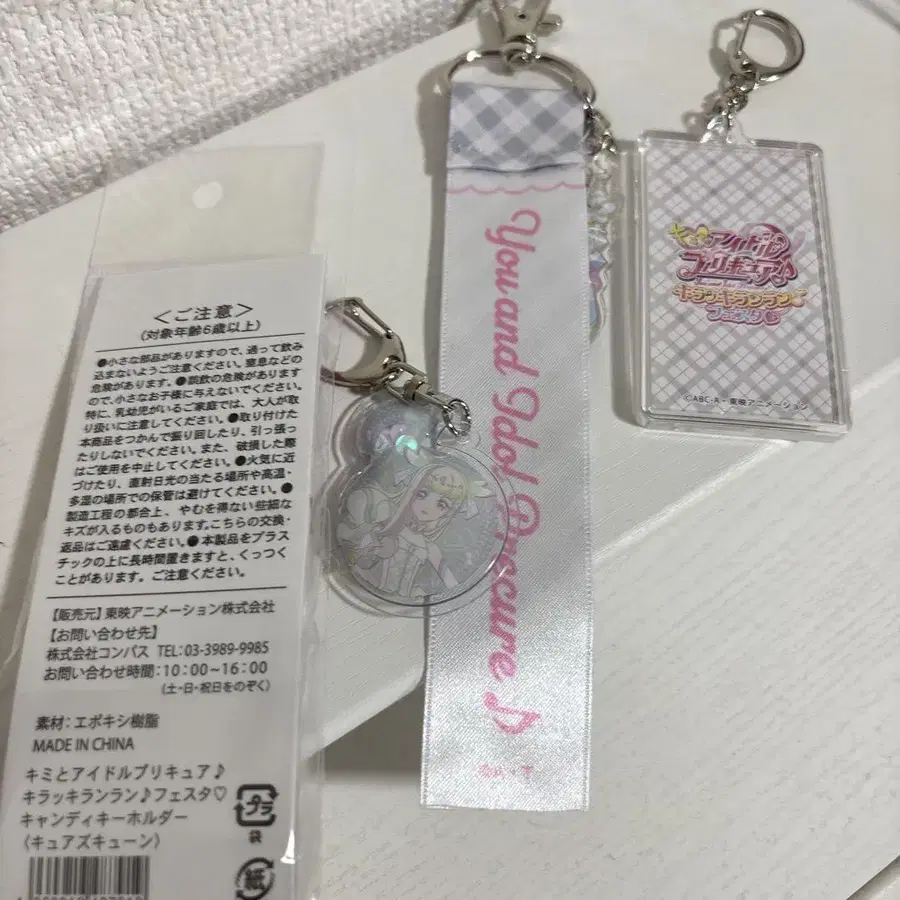 ＜ご注意＞
(対象年齢6歳以上)
●小さな部品がありますので、誤って飲み
込まないようご注意ください。窒息などの
危険があります。●誤飲の危険があります
ので、小さなお子様に与えないでください。
特に、乳幼児がいるご家庭では、大人が取
り扱いに注意してください。●取り付けた
本商品をつかんで振り回したり、引っ張っ
たりしないでください。また、破損した際
はご使用を中止してください。●火気に近
づけたり、直射日光の当たる場所や高温・
多湿の場所での保管は避けてください。●
製造工程の都合上、やむを得ない些細な
キズが入るものもあります。こちらの交換・
返品はご遠慮ください。●本製品をプラス
チックの上に長時間置きますと、くっつく
ことがあります。ご注意ください。
【販売元】東映アニメーション株式会社
【お問い合わせ先】
株式会社コンパス TEL:03-3989-9985
お問い合わせ時間:10:00~16:00
(土・日・祝日をのぞく)
素材:エポキシ樹脂
MADE IN CHINA
キミとアイドルプリキュア♪
キラッキランラン♪フェスタ♡
キャンディキーホルダー
〈キュアズキューン〉
プラ
袋
紙
You and Idol Precure ♪
アイドル
プリキュア♪
キラッキランラン♪
フェスタ
©ABC-A・東映アニメーション